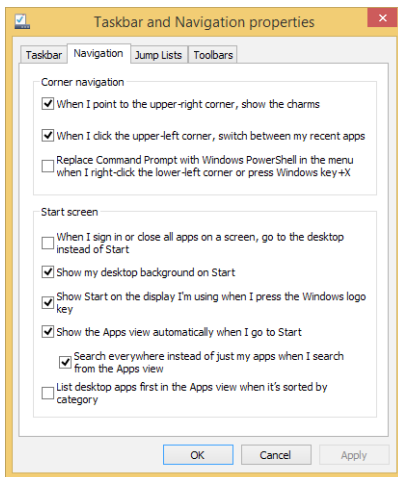 Taskbar and Navigation properties
Taskbar Navigation Jump Lists Toolbars
Corner navigation
When I point to the upper-right corner, show the charms
When I click the upper-left corner, switch between my recent apps
Replace Command Prompt with Windows PowerShell in the menu
when I right-click the lower-left corner or press Windows key+X
Start screen
When I sign in or close all apps on a screen, go to the desktop
instead of Start
Show my desktop background on Start
Show Start on the display I'm using when I press the Windows logo
key
Show the Apps view automatically when I go to Start
Search everywhere instead of just my apps when I search
from the Apps view
List desktop apps first in the Apps view when it's sorted by
category
OK Cancel Apply